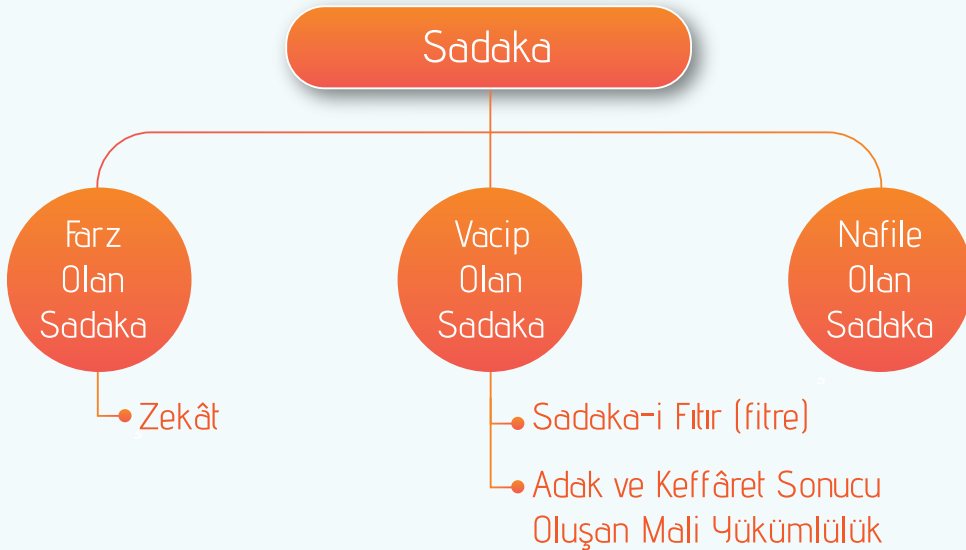 Sadaka
Farz
Olan
Sadaka
Vacip
Olan
Sadaka
Nafile
Olan
Sadaka
Zekât
Sadaka-i Fıtır (fitre)
Adak ve Keffâret Sonucu
Oluşan Mali Yükümlülük